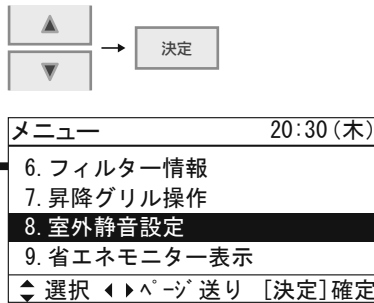 決定
メニュー 20:30(木)
6.フィルター情報
7.昇降グリル操作
8.室外静音設定
9.省エネモニター表示
選択 ﾍﾟｰｼﾞ送り [決定]確定